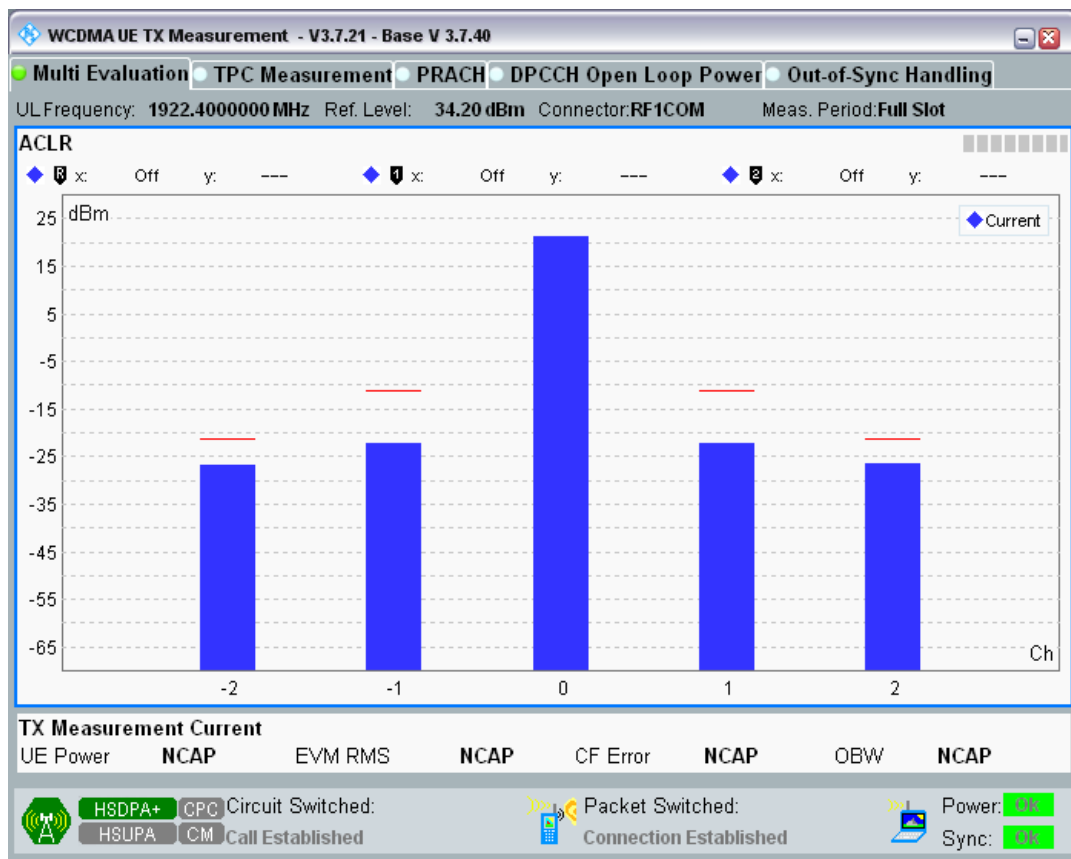 WCDMA UE TX Measurement - V3.7.21 - Base V 3.7.40
Multi Evaluation TPC Measurement PRACH DPCCH Open Loop Power Out-of-Sync Handling
UL Frequency: 1922.4000000 MHz Ref. Level: 34.20 dBm Connector:RF1COM Meas. Period:Full Slot
ACLR
R x: Off y: --- 1 x: Off y: --- 2 x: Off y: ---
dBm
Current
25
15
5
-5
-15
-25
-35
-45
-55
-65
Ch
-2 -1 0 1 2
TX Measurement Current
UE Power NCAP EVM RMS NCAP CF Error NCAP OBW NCAP
HSDPA+ CPC Circuit Switched: Packet Switched: Power: OK
HSUPA CM Call Established Connection Established Sync: OK